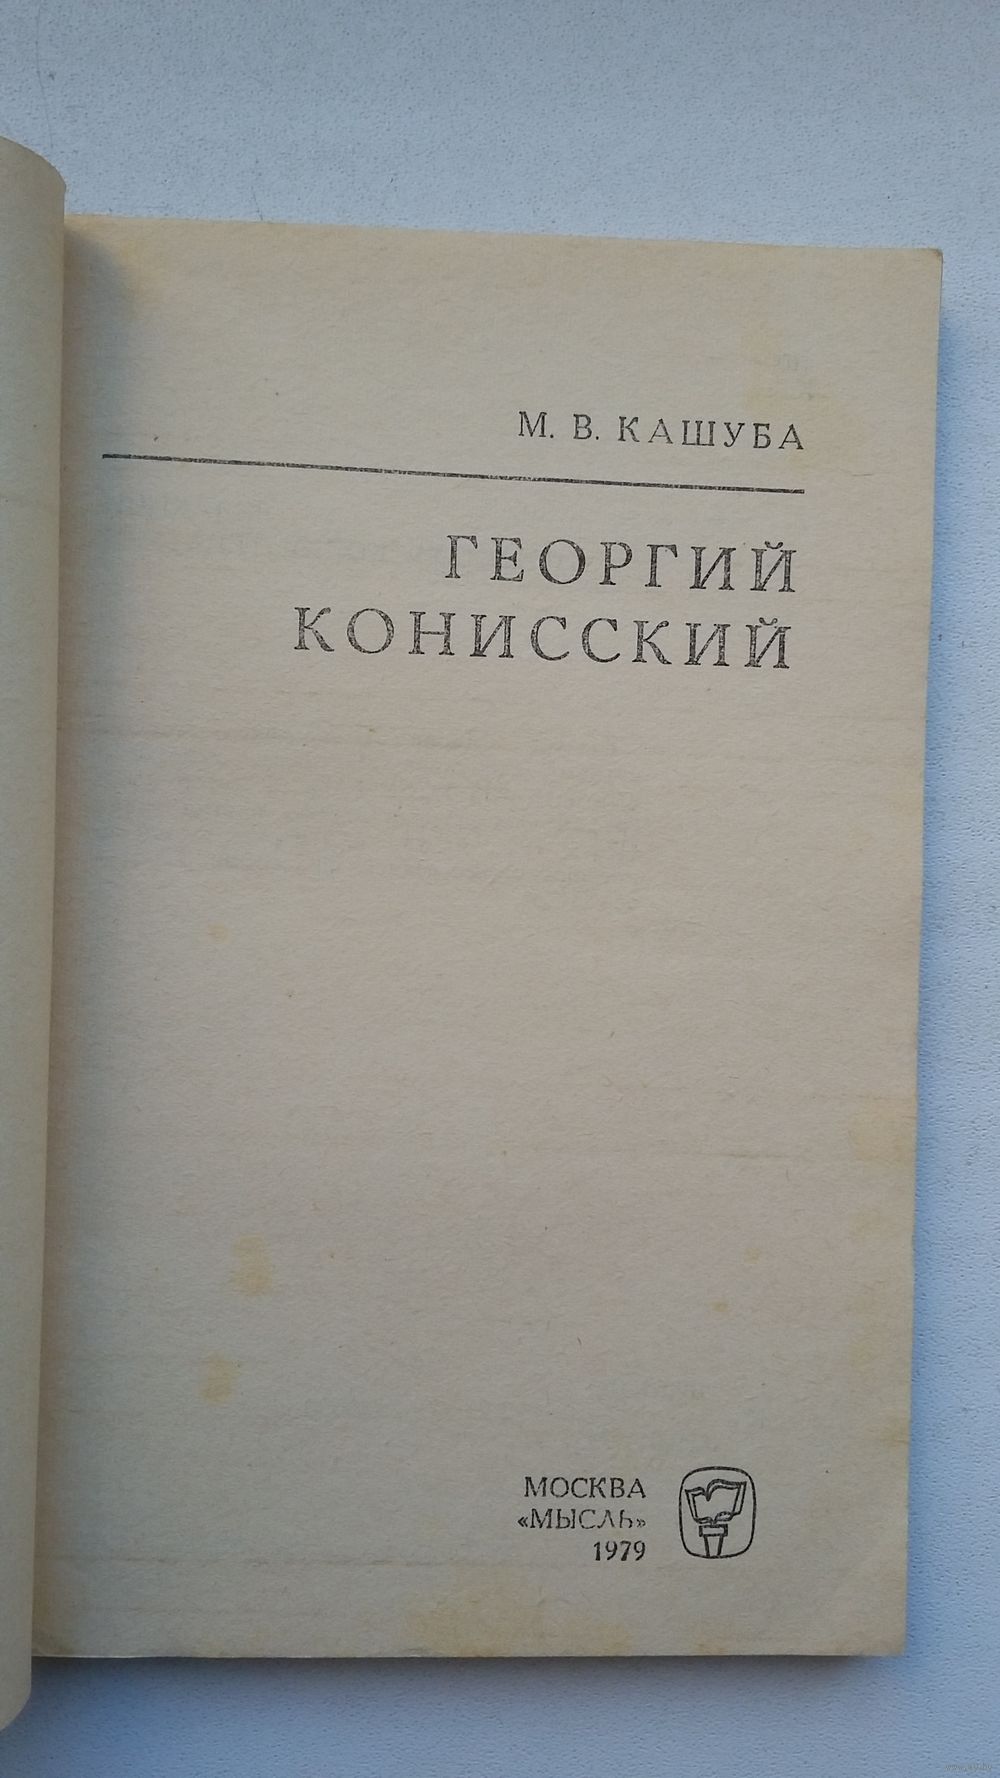 М. В. КАШУБА
ГЕОРГИЙ
КОНИССКИЙ
МОСКВА
«МЫСЛЬ»
1979